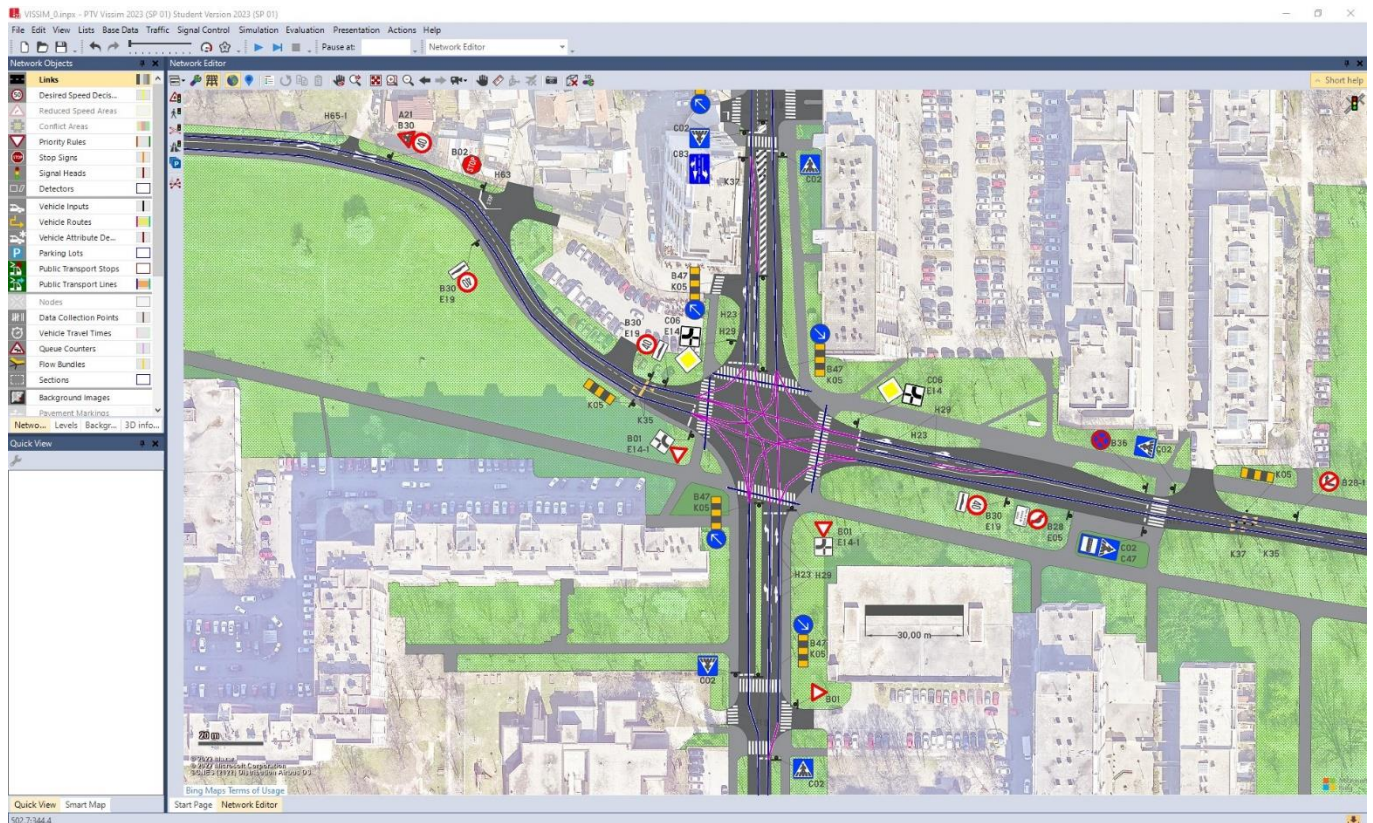 VISSIM_0.inpx - PTV Vissim 2023 (SP 01) Student Version 2023 (SP 01)
File Edit View Lists Base Data Traffic Signal Control Simulation Evaluation Presentation Actions Help
Pause at: Network Editor
Network Objects
Network Editor
Links
Short help
Desired Speed Decis...
Reduced Speed Areas
Conflict Areas
Priority Rules
Stop Signs
Signal Heads
Detectors
Vehicle Inputs
Vehicle Routes
Vehicle Attribute De...
Parking Lots
Public Transport Stops
Public Transport Lines
Nodes
Data Collection Points
Vehicle Travel Times
Queue Counters
Flow Bundles
Sections
Background Images
Pavement Markings
Netwo... Levels Backgr... 3D info...
Quick View
Quick View Smart Map
H65-1
A21
B30
B02
STOP
H63
C02
C83
K37
C02
B30
E19
B47
K05
C06
E14
H23
H29
B30
E19
K05
K35
B47
K05
C06
E14
H29
H23
B01
E14-1
B36
C02
K05
B28-1
B47
K05
B01
E14-1
B30
E19
B28
E05
C02
C47
K37 K35
H23 H29
30,00 m
B47
K05
C02
B01
C02
20 m
Bing Maps Terms of Usage
Start Page Network Editor
502.7:344.4